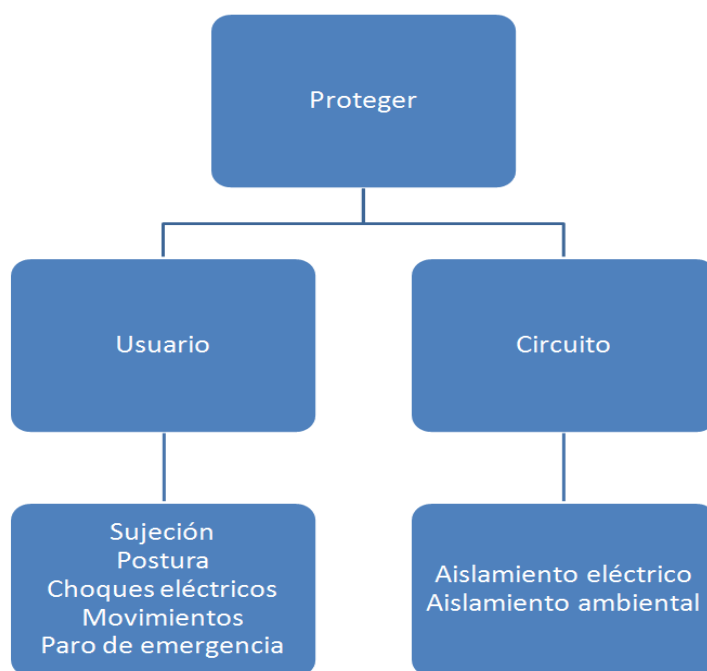 Proteger
Usuario
Circuito
Sujeción
Postura
Choques eléctricos
Movimientos
Paro de emergencia
Aislamiento eléctrico
Aislamiento ambiental